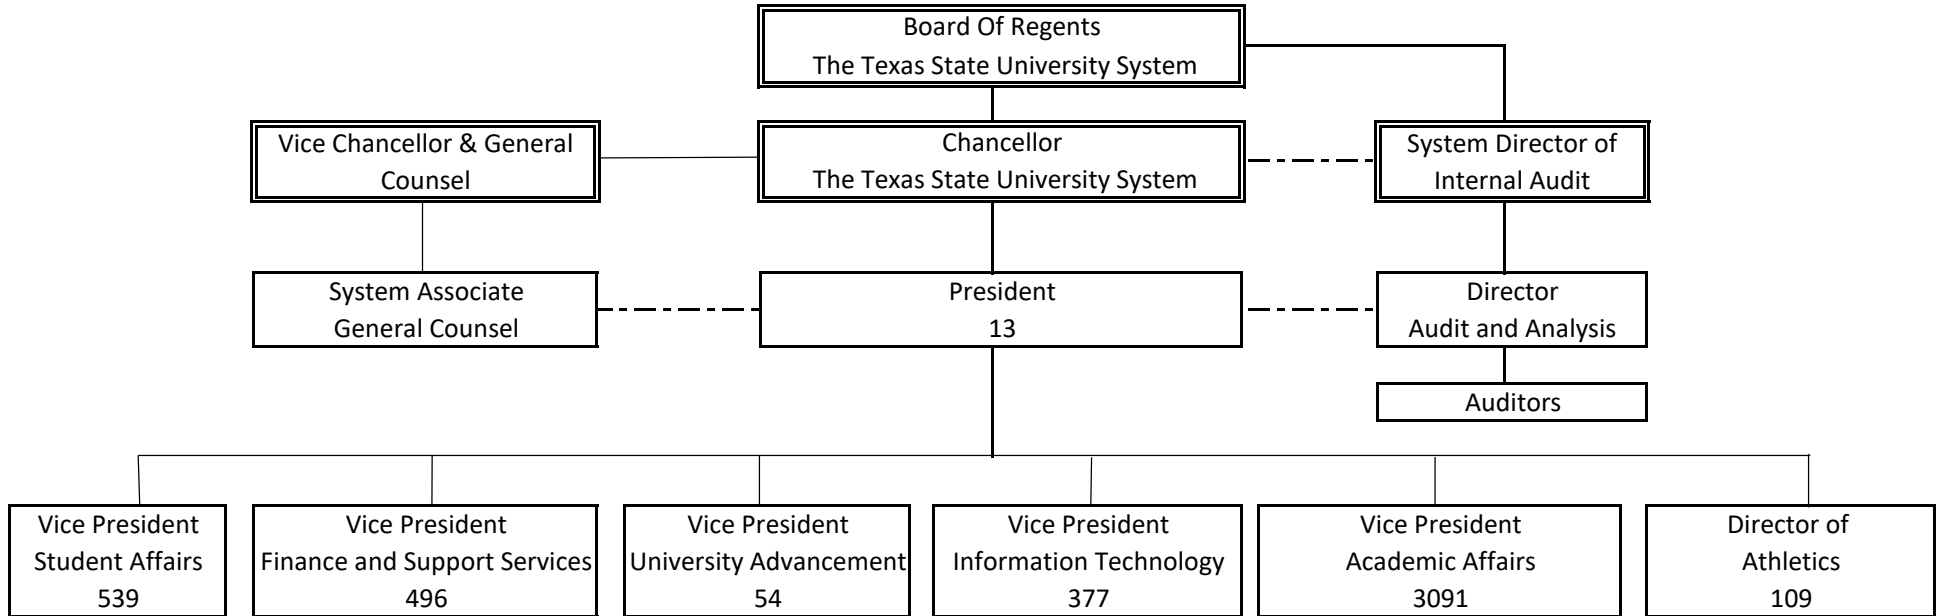 Board Of Regents
The Texas State University System
Vice Chancellor & General
Counsel
Chancellor
The Texas State University System
System Director of
Internal Audit
System Associate
General Counsel
President
13
Director
Audit and Analysis
Auditors
Vice President
Student Affairs
539
Vice President
Finance and Support Services
496
Vice President
University Advancement
54
Vice President
Information Technology
377
Vice President
Academic Affairs
3091
Director of
Athletics
109